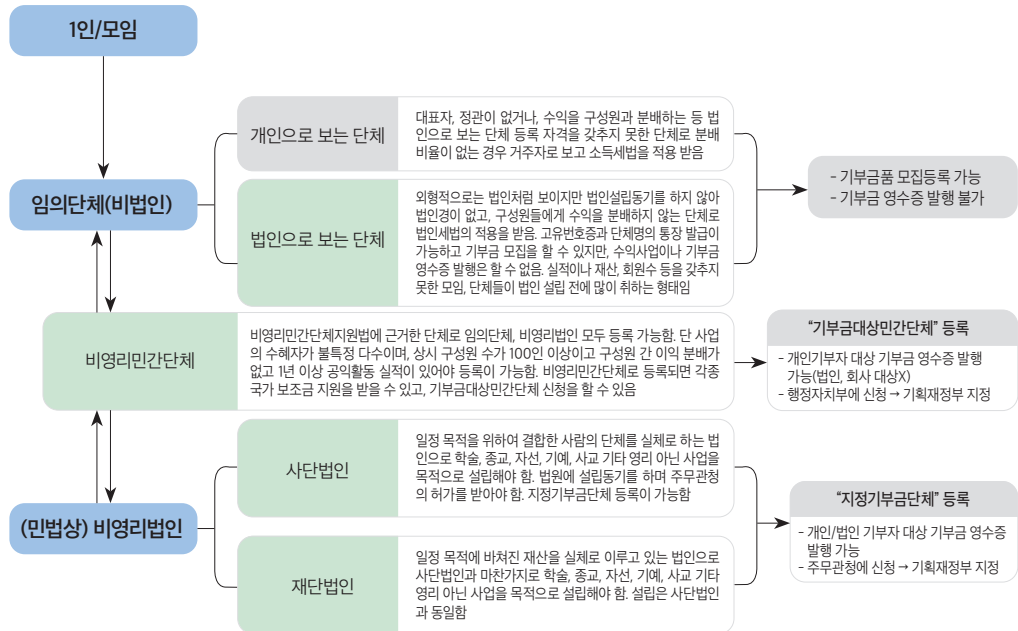 1인/모임
개인으로 보는 단체
대표자, 정관이 없거나, 수익을 구성원과 분배하는 등 법
인으로 보는 단체 등록 자격을 갖추지 못한 단체로 분배
비율이 없는 경우 거주자로 보고 소득세법을 적용 받음
임의단체(비법인)
법인으로 보는 단체
외형적으로는 법인처럼 보이지만 법인설립동기를 하지 않아
법인경이 없고, 구성원들에게 수익을 분배하지 않는 단체로
법인세법의 적용을 받음. 고유번호증과 단체명의 통장 발급이
가능하고 기부금 모집을 할 수 있지만, 수익사업이나 기부금
영수증 발행은 할 수 없음. 실적이나 재산, 회원수 등을 갖추지
못한 모임, 단체들이 법인 설립 전에 많이 취하는 형태임
- 기부금품 모집등록 가능
- 기부금 영수증 발행 불가
비영리민간단체
비영리민간단체지원법에 근거한 단체로 임의단체, 비영리법인 모두 등록 가능함. 단 사업
의 수혜자가 불특정 다수이며, 상시 구성원 수가 100인 이상이고 구성원 간 이익 분배가
없고 1년 이상 공익활동 실적이 있어야 등록이 가능함. 비영리민간단체로 등록되면 각종
국가 보조금 지원을 받을 수 있고, 기부금대상민간단체 신청을 할 수 있음
“기부금대상민간단체” 등록
- 개인기부자 대상 기부금 영수증 발행
가능(법인, 회사 대상X)
- 행정자치부에 신청 → 기획재정부 지정
(민법상) 비영리법인
사단법인
일정 목적을 위하여 결합한 사람의 단체를 실체로 하는 법
인으로 학술, 종교, 자선, 기예, 사교 기타 영리 아닌 사업을
목적으로 설립해야 함. 법원에 설립동기를 하며 주무관청
의 허가를 받아야 함. 지정기부금단체 등록이 가능함
재단법인
일정 목적에 바쳐진 재산을 실체로 이루고 있는 법인으로
사단법인과 마찬가지로 학술, 종교, 자선, 기예, 사교 기타
영리 아닌 사업을 목적으로 설립해야 함. 설립은 사단법인
과 동일함
“지정기부금단체” 등록
- 개인/법인 기부자 대상 기부금 영수증
발행 가능
- 주무관청에 신청 → 기획재정부 지정